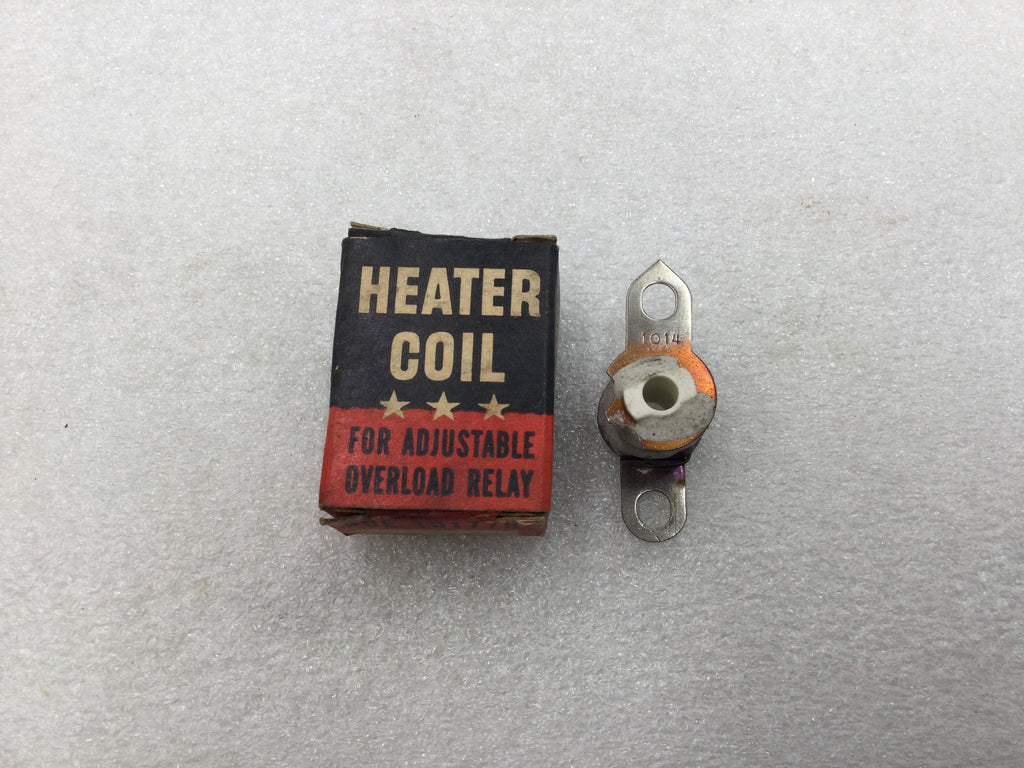 HEATER
COIL
FOR ADJUSTABLE
OVERLOAD RELAY
1014